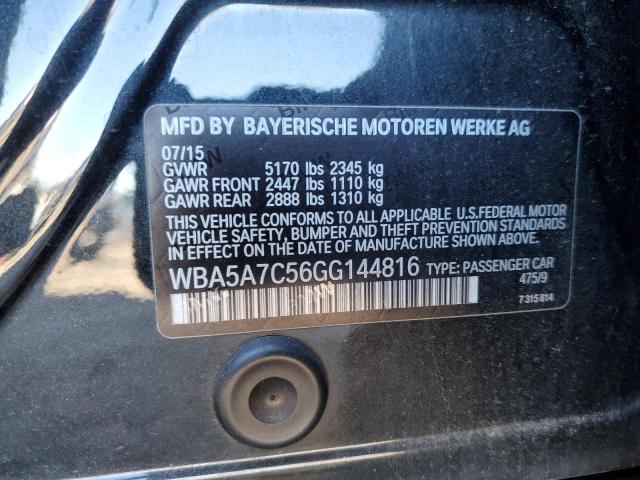 MFD BY BAYERISCHE MOTOREN WERKE AG
07/15
GVWR 5170 lbs 2345 kg
GAWR FRONT 2447 lbs 1110 kg
GAWR REAR 2888 lbs 1310 kg
THIS VEHICLE CONFORMS TO ALL APPLICABLE U.S.FEDERAL MOTOR
VEHICLE SAFETY, BUMPER AND THEFT PREVENTION STANDARDS
IN EFFECT ON THE DATE OF MANUFACTURE SHOWN ABOVE.
WBA5A7C56GG144816 TYPE: PASSENGER CAR
475/9
7315814